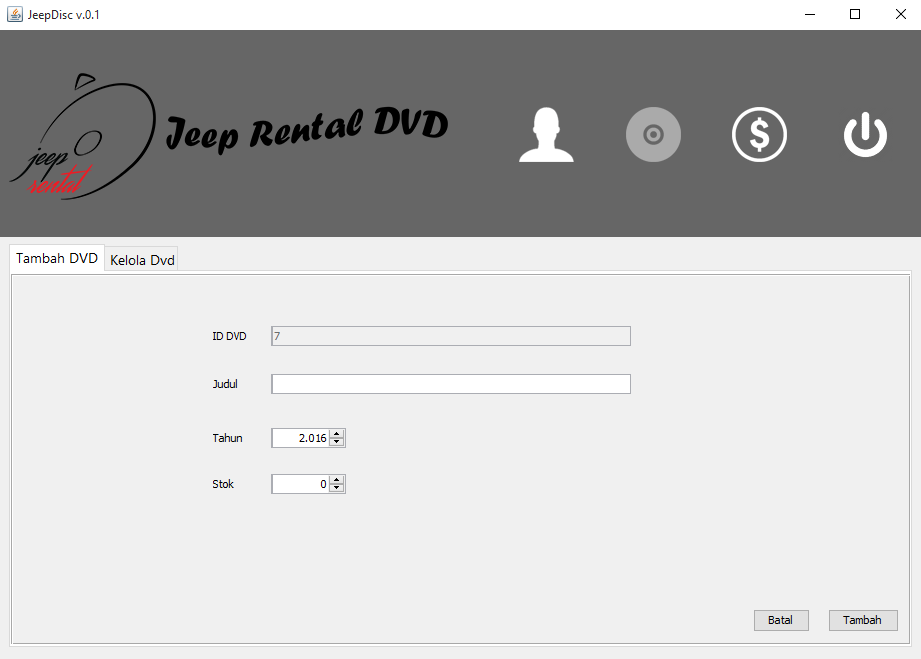 JeepDisc v.0.1
jeep
rental
Jeep Rental DVD
$
Tambah DVD
Kelola Dvd
ID DVD
7
Judul
Tahun
2.016
Stok
0
Batal
Tambah